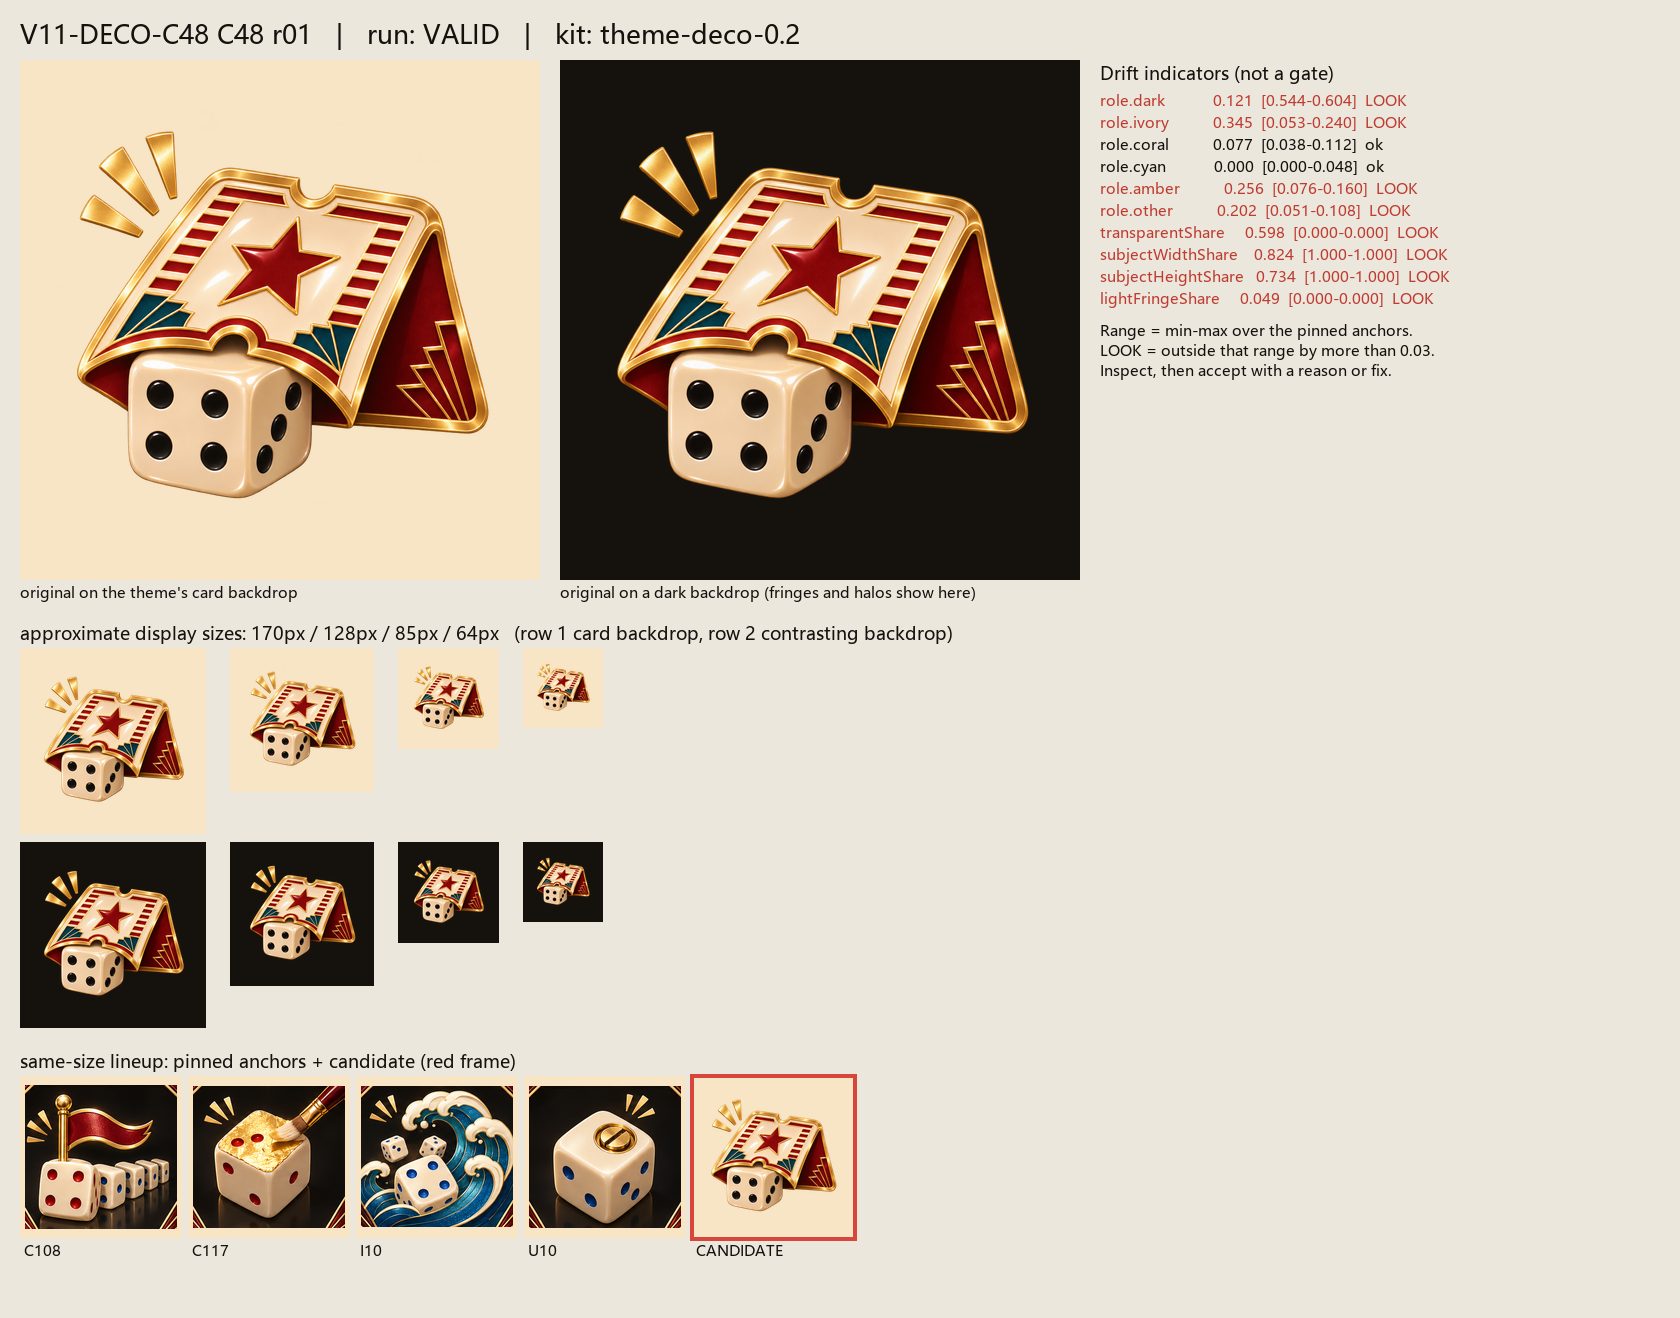 V11-DECO-C48 C48 r01 | run: VALID | kit: theme-deco-0.2
Drift indicators (not a gate)
role.dark 0.121 [0.544-0.604] LOOK
role.ivory 0.345 [0.053-0.240] LOOK
role.coral 0.077 [0.038-0.112] ok
role.cyan 0.000 [0.000-0.048] ok
role.amber 0.256 [0.076-0.160] LOOK
role.other 0.202 [0.051-0.108] LOOK
transparentShare 0.598 [0.000-0.000] LOOK
subjectWidthShare 0.824 [1.000-1.000] LOOK
subjectHeightShare 0.734 [1.000-1.000] LOOK
lightFringeShare 0.049 [0.000-0.000] LOOK
Range = min-max over the pinned anchors.
LOOK = outside that range by more than 0.03.
Inspect, then accept with a reason or fix.
original on the theme's card backdrop
original on a dark backdrop (fringes and halos show here)
approximate display sizes: 170px / 128px / 85px / 64px (row 1 card backdrop, row 2 contrasting backdrop)
same-size lineup: pinned anchors + candidate (red frame)
C108
C117
I10
U10
CANDIDATE